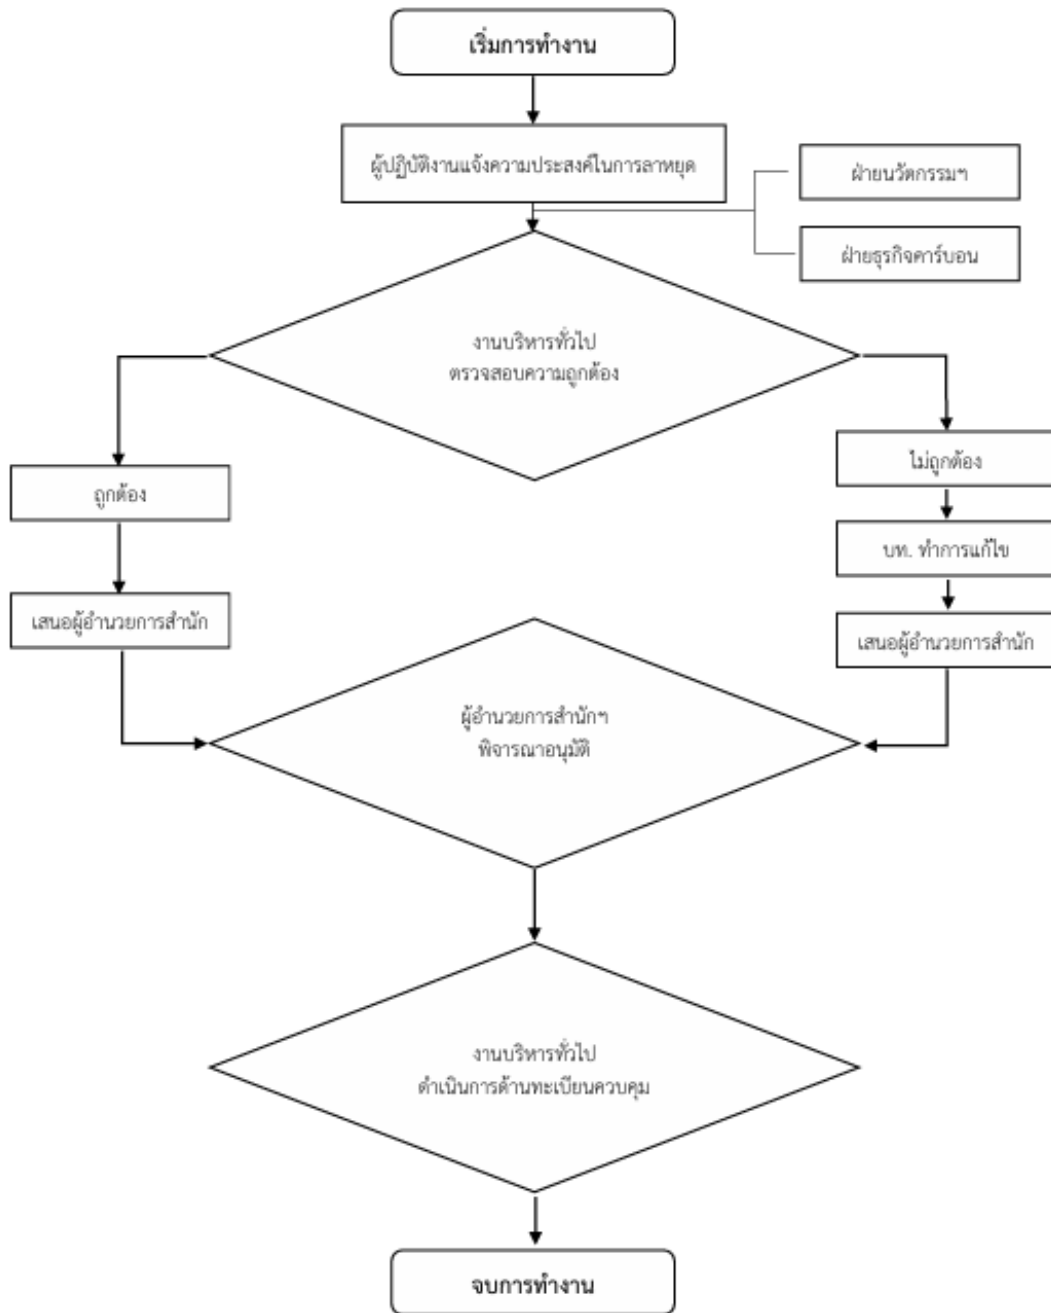 เริ่มการทำงาน
ผู้ปฏิบัติงานแจ้งความประสงค์ในการลาหยุด
ฝ่ายนวัตกรรมฯ
ฝ่ายธุรกิจคาร์บอน
งานบริหารทั่วไป
ตรวจสอบความถูกต้อง
ถูกต้อง
ไม่ถูกต้อง
บท. ทำการแก้ไข
เสนอผู้อำนวยการสำนัก
เสนอผู้อำนวยการสำนัก
ผู้อำนวยการสำนักฯ
พิจารณาอนุมัติ
งานบริหารทั่วไป
ดำเนินการด้านทะเบียนควบคุม
จบการทำงาน